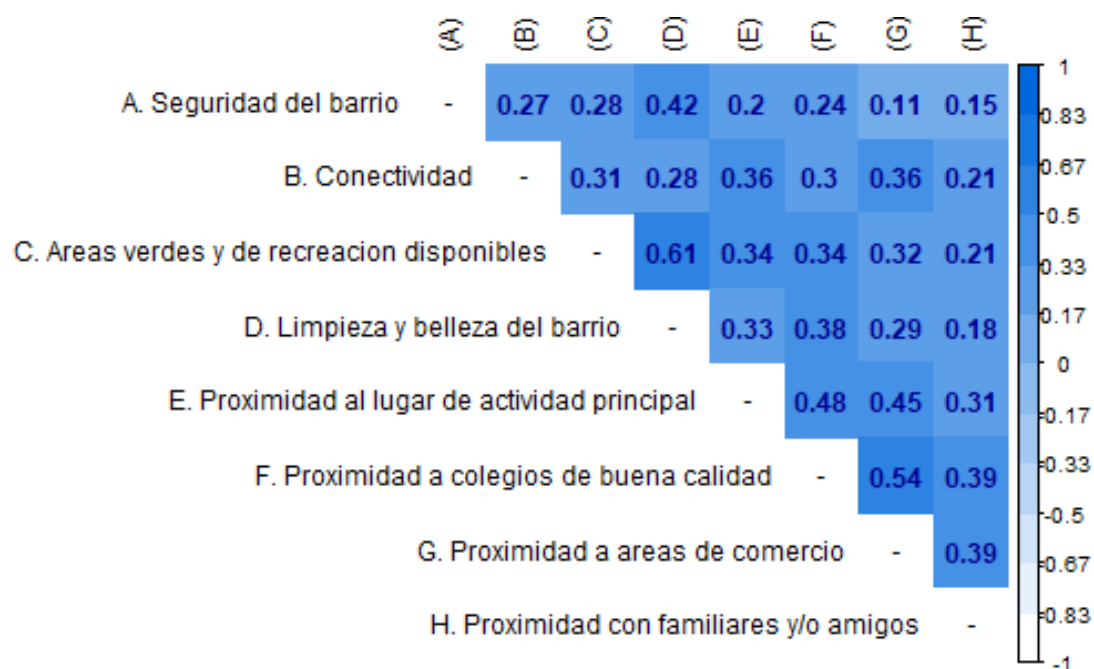 (A) (B) (C) (D) (E) (F) (G) (H)
A. Seguridad del barrio - 0.27 0.28 0.42 0.2 0.24 0.11 0.15
B. Conectividad - 0.31 0.28 0.36 0.3 0.36 0.21
C. Areas verdes y de recreacion disponibles - 0.61 0.34 0.34 0.32 0.21
D. Limpieza y belleza del barrio - 0.33 0.38 0.29 0.18
E. Proximidad al lugar de actividad principal - 0.48 0.45 0.31
F. Proximidad a colegios de buena calidad - 0.54 0.39
G. Proximidad a areas de comercio - 0.39
H. Proximidad con familiares y/o amigos -
1
0.83
0.67
0.5
0.33
0.17
0
-0.17
-0.33
-0.5
-0.67
-0.83
-1